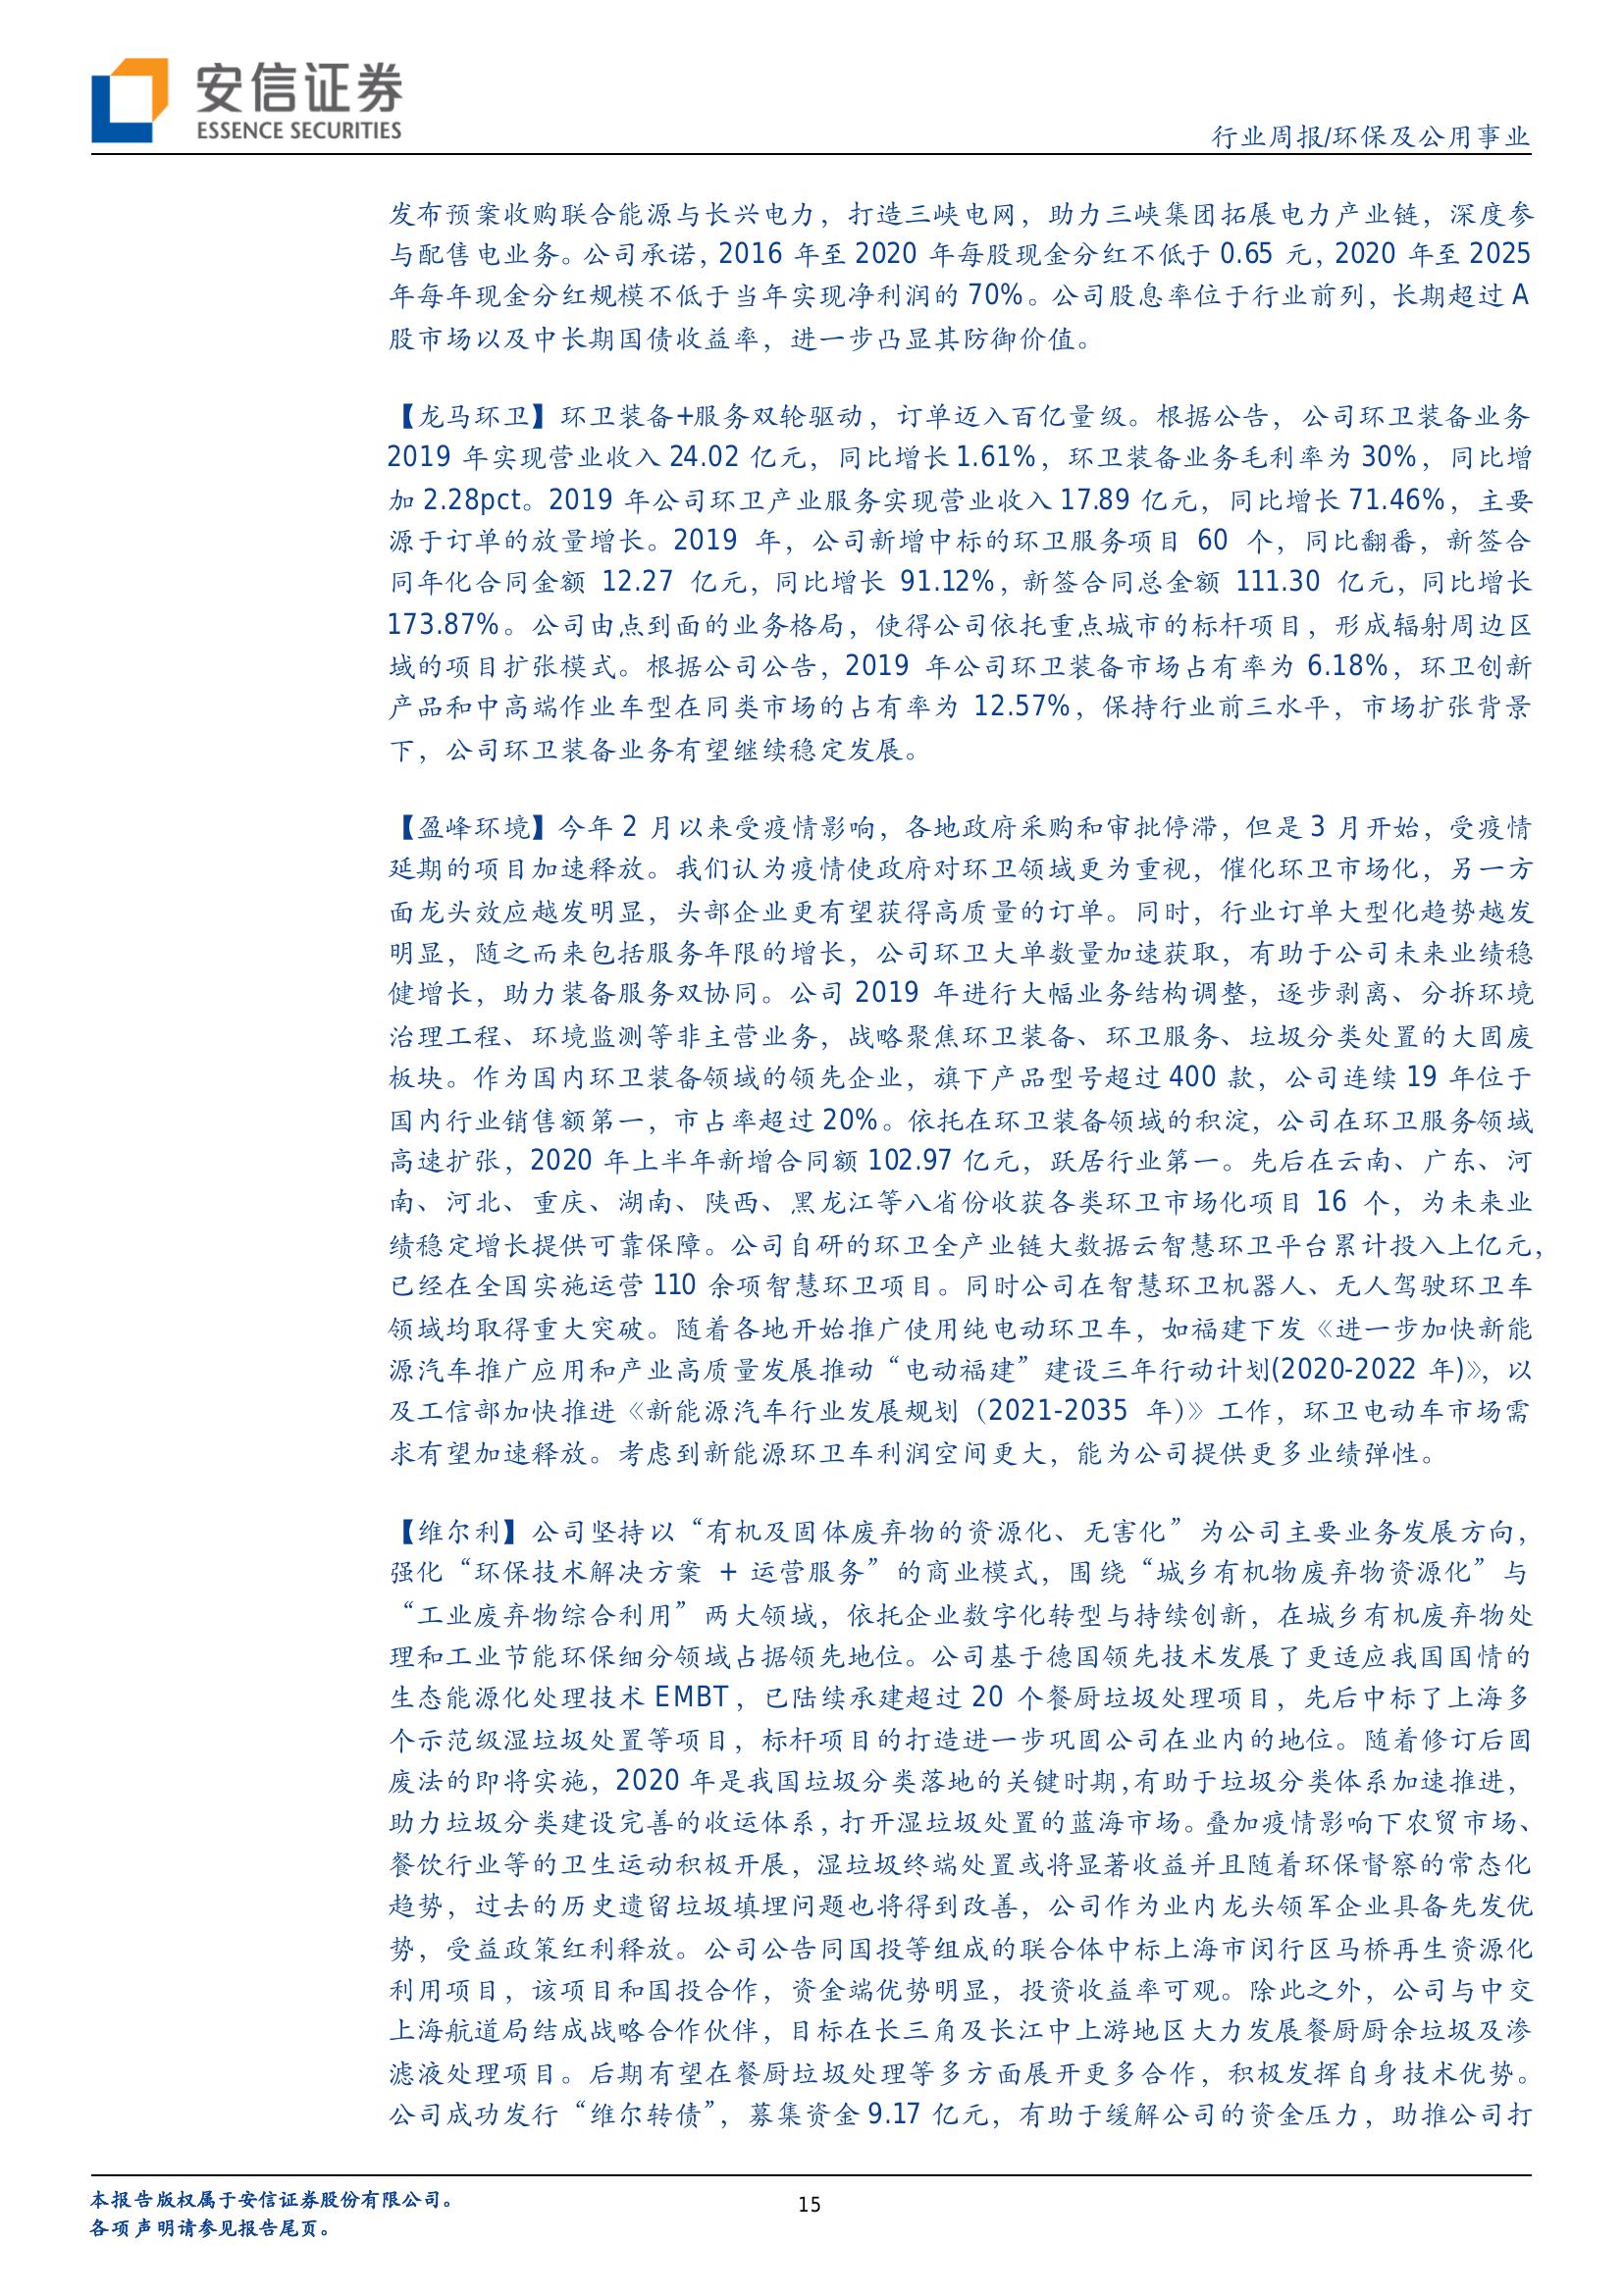 安信证券
ESSENCE SECURITIES
行业周报/环保及公用事业
发布预案收购联合能源与长兴电力，打造三峡电网，助力三峡集团拓展电力产业链，深度参
与配售电业务。公司承诺，2016 年至 2020 年每股现金分红不低于 0.65 元，2020 年至 2025
年每年现金分红规模不低于当年实现净利润的 70%。公司股息率位于行业前列，长期超过 A
股市场以及中长期国债收益率，进一步凸显其防御价值。
【龙马环卫】环卫装备+服务双轮驱动，订单迈入百亿量级。根据公告，公司环卫装备业务
2019 年实现营业收入 24.02 亿元，同比增长 1.61%，环卫装备业务毛利率为 30%，同比增
加 2.28pct。2019 年公司环卫产业服务实现营业收入 17.89 亿元，同比增长 71.46%，主要
源于订单的放量增长。2019 年，公司新增中标的环卫服务项目 60 个，同比翻番，新签合
同年化合同金额 12.27 亿元，同比增长 91.12%，新签合同总金额 111.30 亿元，同比增长
173.87%。公司由点到面的业务格局，使得公司依托重点城市的标杆项目，形成辐射周边区
域的项目扩张模式。根据公司公告，2019 年公司环卫装备市场占有率为 6.18%，环卫创新
产品和中高端作业车型在同类市场的占有率为 12.57%，保持行业前三水平，市场扩张背景
下，公司环卫装备业务有望继续稳定发展。
【盈峰环境】今年 2 月以来受疫情影响，各地政府采购和审批停滞，但是 3 月开始，受疫情
延期的项目加速释放。我们认为疫情使政府对环卫领域更为重视，催化环卫市场化，另一方
面龙头效应越发明显，头部企业更有望获得高质量的订单。同时，行业订单大型化趋势越发
明显，随之而来包括服务年限的增长，公司环卫大单数量加速获取，有助于公司未来业绩稳
健增长，助力装备服务双协同。公司 2019 年进行大幅业务结构调整，逐步剥离、分拆环境
治理工程、环境监测等非主营业务，战略聚焦环卫装备、环卫服务、垃圾分类处置的大固废
板块。作为国内环卫装备领域的领先企业，旗下产品型号超过 400 款，公司连续 19 年位于
国内行业销售额第一，市占率超过 20%。依托在环卫装备领域的积淀，公司在环卫服务领域
高速扩张，2020 年上半年新增合同额 102.97 亿元，跃居行业第一。先后在云南、广东、河
南、河北、重庆、湖南、陕西、黑龙江等八省份收获各类环卫市场化项目 16 个，为未来业
绩稳定增长提供可靠保障。公司自研的环卫全产业链大数据云智慧环卫平台累计投入上亿元，
已经在全国实施运营 110 余项智慧环卫项目。同时公司在智慧环卫机器人、无人驾驶环卫车
领域均取得重大突破。随着各地开始推广使用纯电动环卫车，如福建下发《进一步加快新能
源汽车推广应用和产业高质量发展推动“电动福建”建设三年行动计划(2020-2022 年)》，以
及工信部加快推进《新能源汽车行业发展规划（2021-2035 年)》工作，环卫电动车市场需
求有望加速释放。考虑到新能源环卫车利润空间更大，能为公司提供更多业绩弹性。
【维尔利】公司坚持以“有机及固体废弃物的资源化、无害化”为公司主要业务发展方向，
强化“环保技术解决方案 + 运营服务”的商业模式，围绕“城乡有机物废弃物资源化”与
“工业废弃物综合利用”两大领域，依托企业数字化转型与持续创新，在城乡有机废弃物处
理和工业节能环保细分领域占据领先地位。公司基于德国领先技术发展了更适应我国国情的
生态能源化处理技术 EMBT，已陆续承建超过 20 个餐厨垃圾处理项目，先后中标了上海多
个示范级湿垃圾处置等项目，标杆项目的打造进一步巩固公司在业内的地位。随着修订后固
废法的即将实施，2020 年是我国垃圾分类落地的关键时期，有助于垃圾分类体系加速推进，
助力垃圾分类建设完善的收运体系，打开湿垃圾处置的蓝海市场。叠加疫情影响下农贸市场、
餐饮行业等的卫生运动积极开展，湿垃圾终端处置或将显著收益并且随着环保督察的常态化
趋势，过去的历史遗留垃圾填埋问题也将得到改善，公司作为业内龙头领军企业具备先发优
势，受益政策红利释放。公司公告同国投等组成的联合体中标上海市闵行区马桥再生资源化
利用项目，该项目和国投合作，资金端优势明显，投资收益率可观。除此之外，公司与中交
上海航道局结成战略合作伙伴，目标在长三角及长江中上游地区大力发展餐厨厨余垃圾及渗
滤液处理项目。后期有望在餐厨垃圾处理等多方面展开更多合作，积极发挥自身技术优势。
公司成功发行“维尔转债”，募集资金 9.17 亿元，有助于缓解公司的资金压力，助推公司打
本报告版权属于安信证券股份有限公司。
15
各项声明请参见报告尾页。